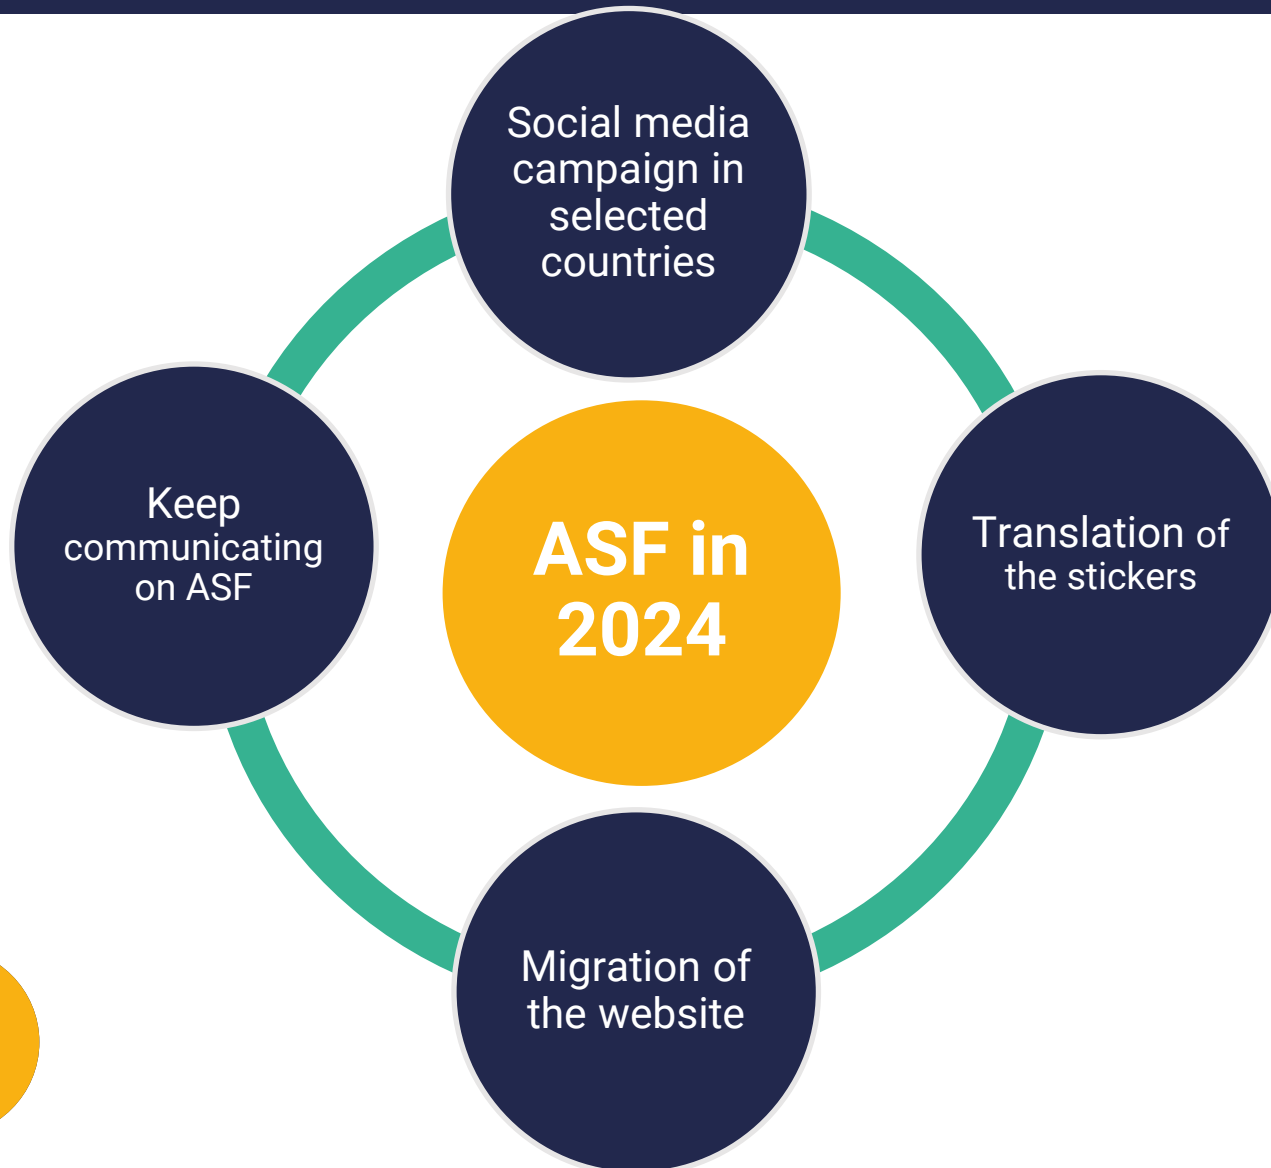 Social media
campaign in
selected
countries
Keep
communicating
on ASF
ASF in
2024
Translation of
the stickers
Migration of
the website